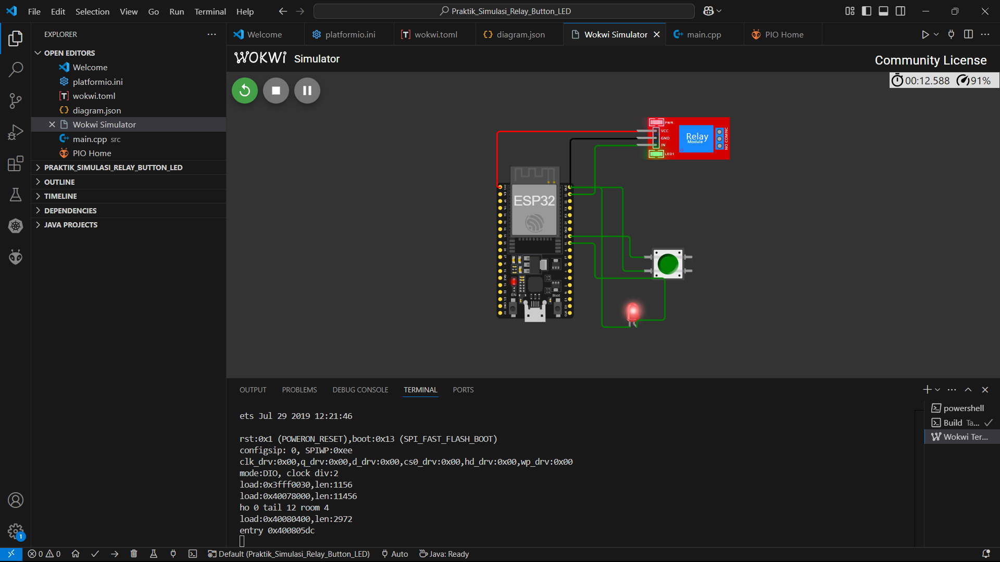 File Edit Selection View Go Run Terminal Help
Praktik_Simulasi_Relay_Button_LED
EXPLORER
OPEN EDITORS
Welcome
platformio.ini
wokwi.toml
diagram.json
Wokwi Simulator
main.cpp src
PIO Home
PRAKTIK_SIMULASI_RELAY_BUTTON_LED
OUTLINE
TIMELINE
DEPENDENCIES
JAVA PROJECTS
Welcome platformio.ini wokwi.toml diagram.json Wokwi Simulator main.cpp PIO Home
WOKWI Simulator
Community License
00:12.588 91%
PWR
VCC
GND
IN
LED1
Relay
Module
NO COM NC
ESP32
EN
Boot
OUTPUT PROBLEMS DEBUG CONSOLE TERMINAL PORTS
ets Jul 29 2019 12:21:46
rst:0x1 (POWERON_RESET),boot:0x13 (SPI_FAST_FLASH_BOOT)
configsip: 0, SPIWP:0xee
clk_drv:0x00,q_drv:0x00,d_drv:0x00,cs0_drv:0x00,hd_drv:0x00,wp_drv:0x00
mode:DIO, clock div:2
load:0x3fff0030,len:1156
load:0x40078000,len:11456
ho 0 tail 12 room 4
load:0x40080400,len:2972
entry 0x400805dc
powershell
Build Ta...
Wokwi Ter...
1
0 0 Default (Praktik_Simulasi_Relay_Button_LED) Auto Java: Ready